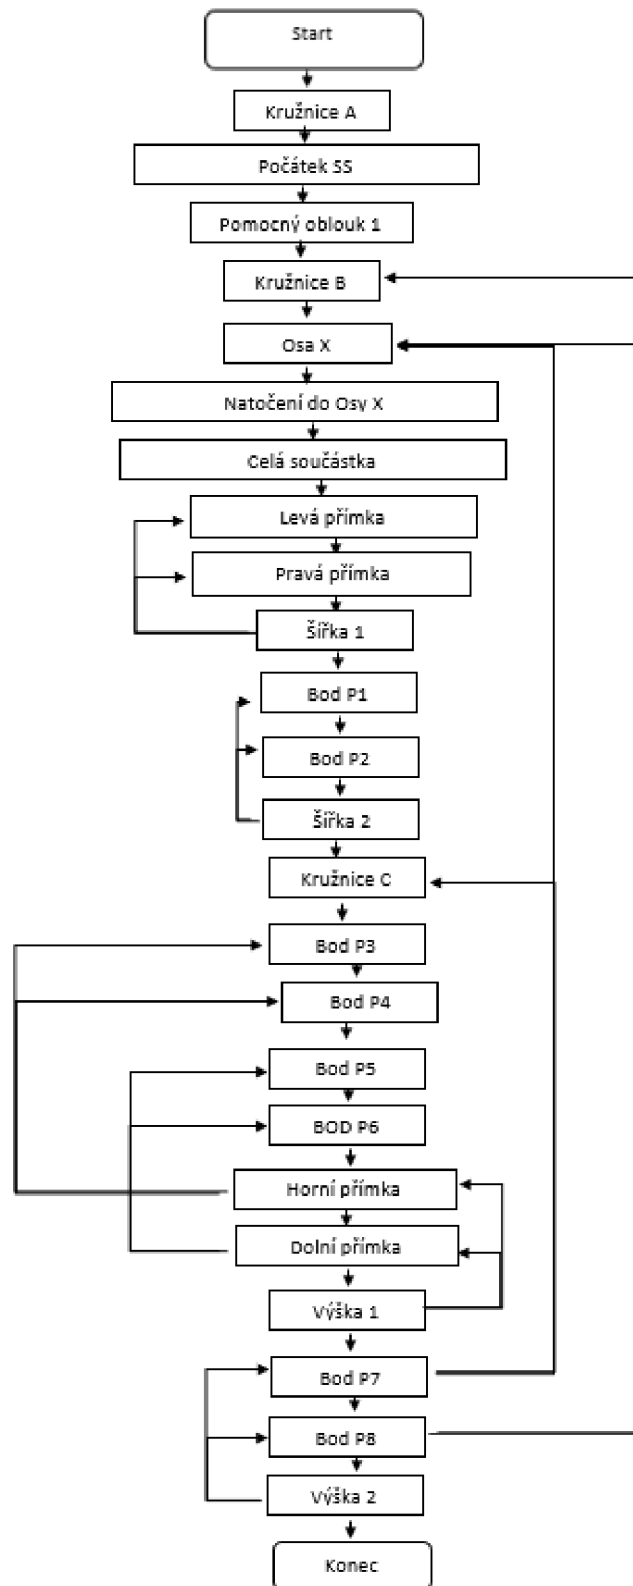 Start
Kružnice A
Počátek SS
Pomocný oblouk 1
Kružnice B
Osa X
Natočení do Osy X
Celá součástka
Levá přímka
Pravá přímka
Šířka 1
Bod P1
Bod P2
Šířka 2
Kružnice C
Bod P3
Bod P4
Bod P5
BOD P6
Horní přímka
Dolní přímka
Výška 1
Bod P7
Bod P8
Výška 2
Konec